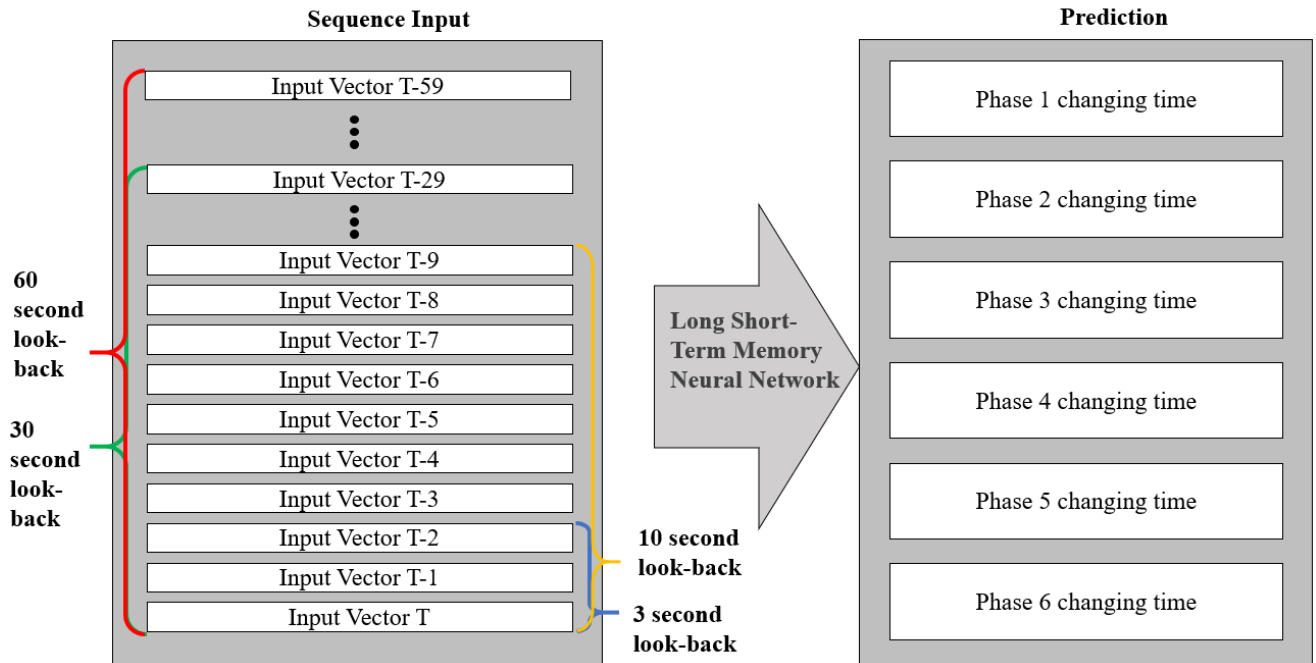 Sequence Input
Input Vector T-59
Input Vector T-29
Input Vector T-9
Input Vector T-8
Input Vector T-7
Input Vector T-6
Input Vector T-5
Input Vector T-4
Input Vector T-3
Input Vector T-2
Input Vector T-1
Input Vector T
60
second
look-
back
30
second
look-
back
10 second
look-back
3 second
look-back
Long Short-
Term Memory
Neural Network
Prediction
Phase 1 changing time
Phase 2 changing time
Phase 3 changing time
Phase 4 changing time
Phase 5 changing time
Phase 6 changing time